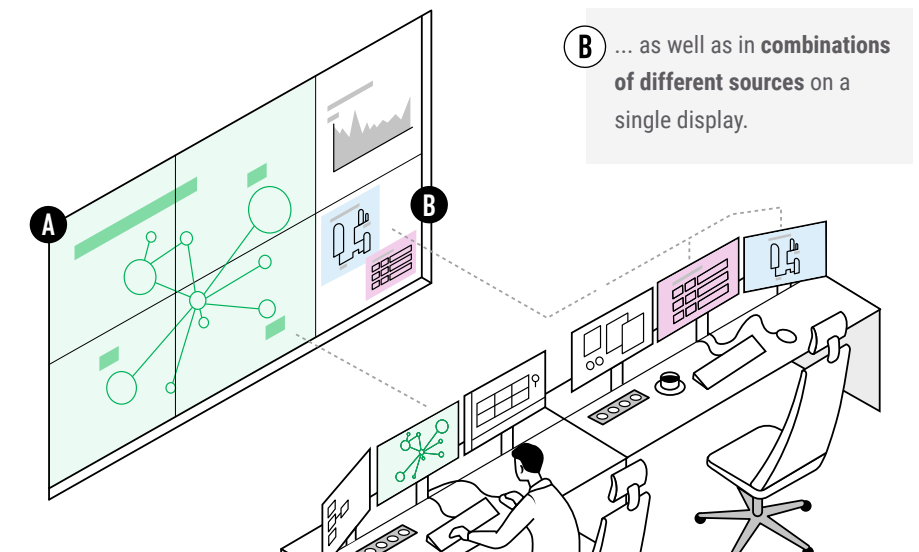 B ... as well as in combinations
of different sources on a
single display.
A
B